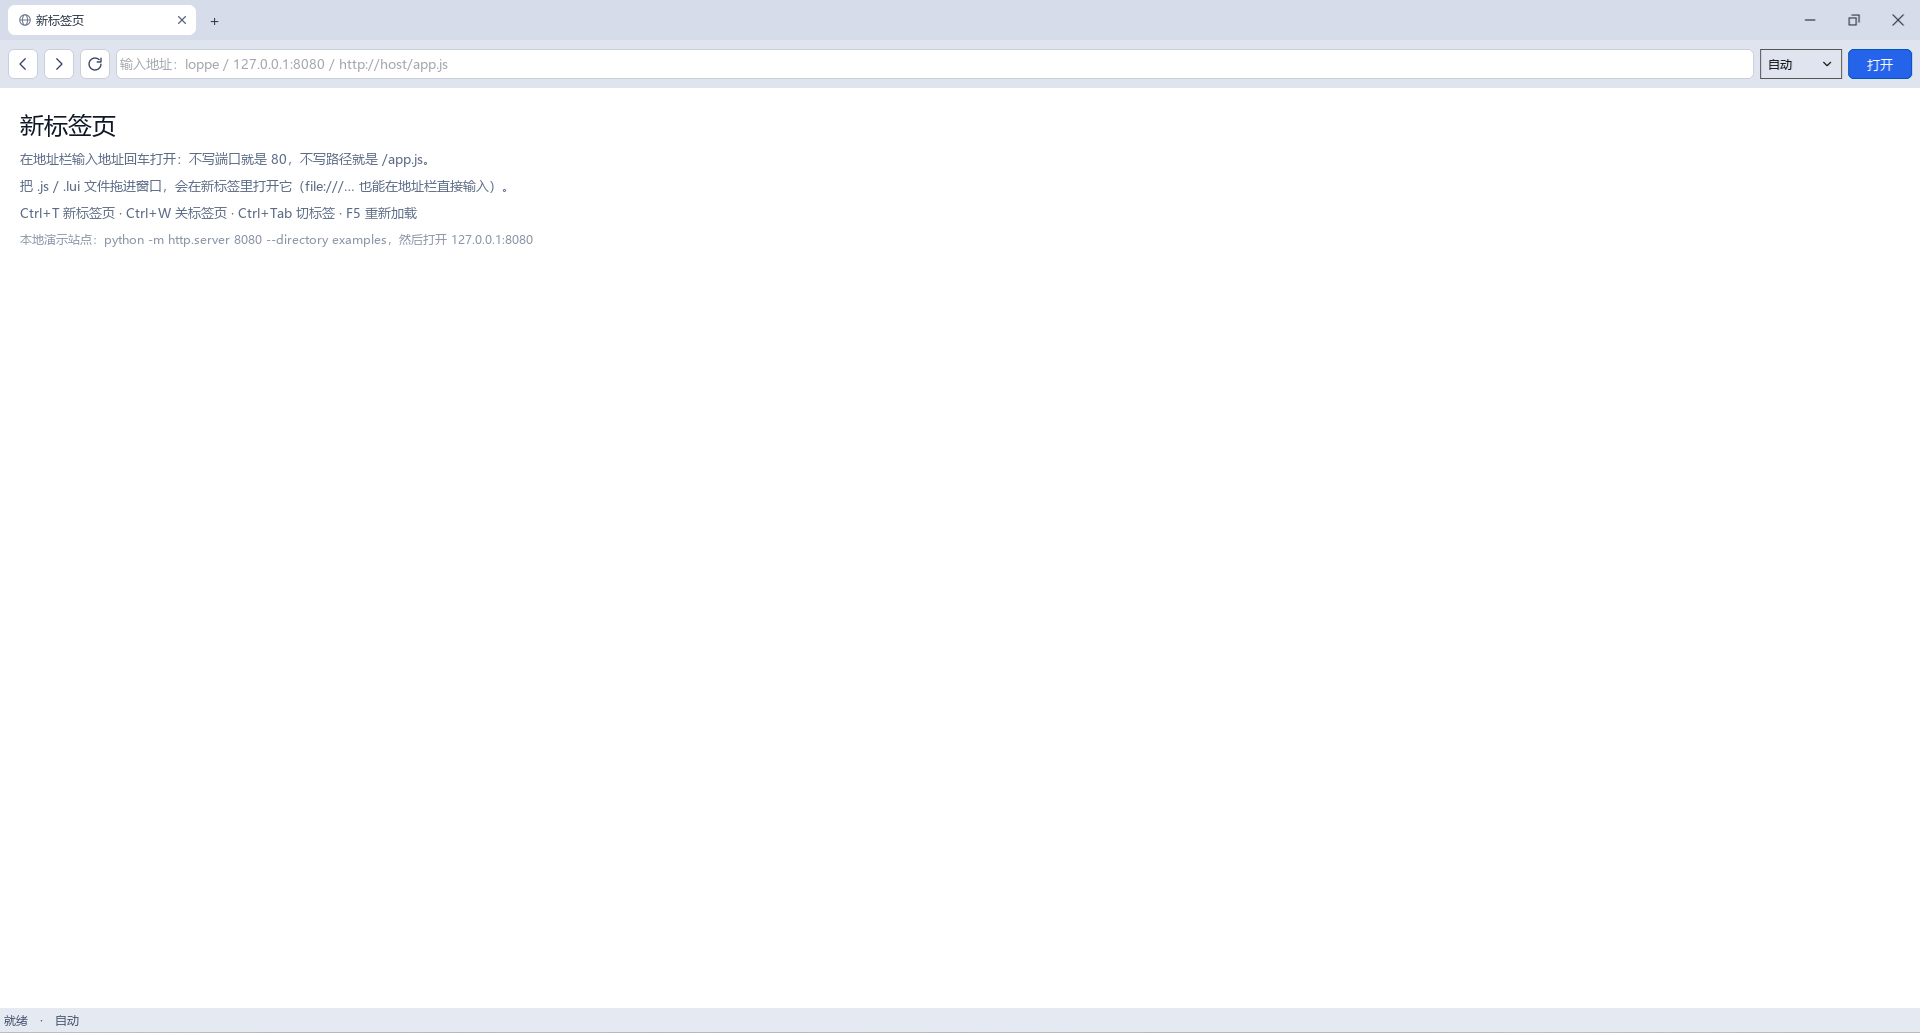 新标签页
+
输入地址：loppe / 127.0.0.1:8080 / http://host/app.js
自动
打开
新标签页
在地址栏输入地址回车打开：不写端口就是 80，不写路径就是 /app.js。
把 .js / .lui 文件拖进窗口，会在新标签里打开它（file:///… 也能在地址栏直接输入）。
Ctrl+T 新标签页 · Ctrl+W 关标签页 · Ctrl+Tab 切标签 · F5 重新加载
本地演示站点：python -m http.server 8080 --directory examples，然后打开 127.0.0.1:8080
就绪 · 自动